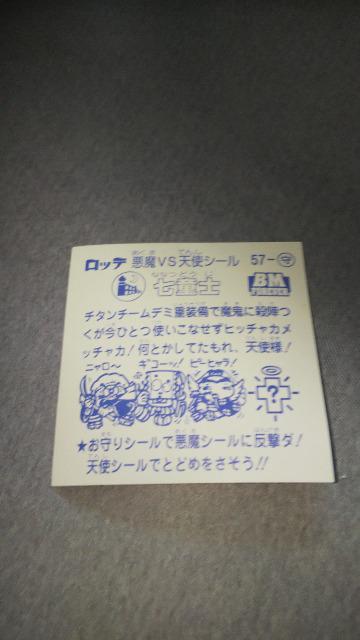 ロッテ 悪魔VS天使シール 57-守
七童士
BM
チタンチームデミ重装備で魔鬼に殺陣つ
くが今ひとつ使いこなせずヒッチャカメ
ッチャカ!何とかしてたもれ、天使様!
ニャロ〜 ギコーッ! ピーヒャラ!
?
★お守りシールで悪魔シールに反撃ダ!
天使シールでとどめをさそう!!